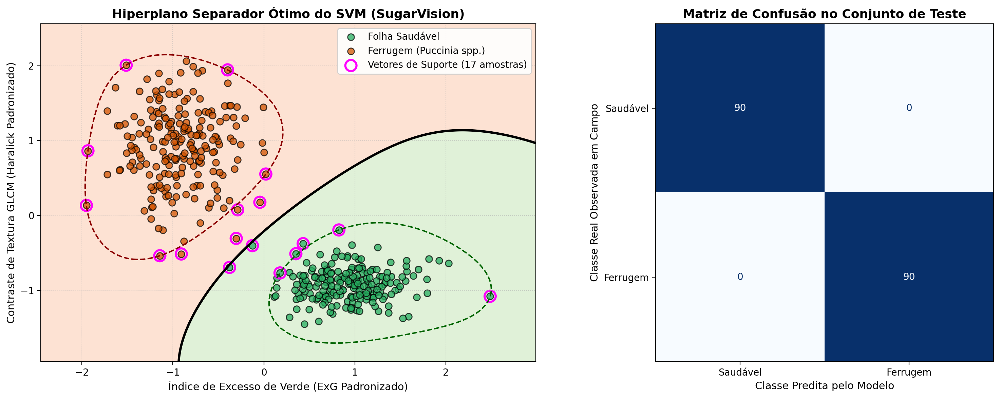 Hiperplano Separador Ótimo do SVM (SugarVision)
Folha Saudável
Ferrugem (Puccinia spp.)
Vetores de Suporte (17 amostras)
Contraste de Textura GLCM (Haralick Padronizado)
2
1
0
−1
−2
−1
0
1
2
Índice de Excesso de Verde (ExG Padronizado)
Matriz de Confusão no Conjunto de Teste
Classe Real Observada em Campo
Saudável
90
0
Ferrugem
0
90
Saudável
Ferrugem
Classe Predita pelo Modelo